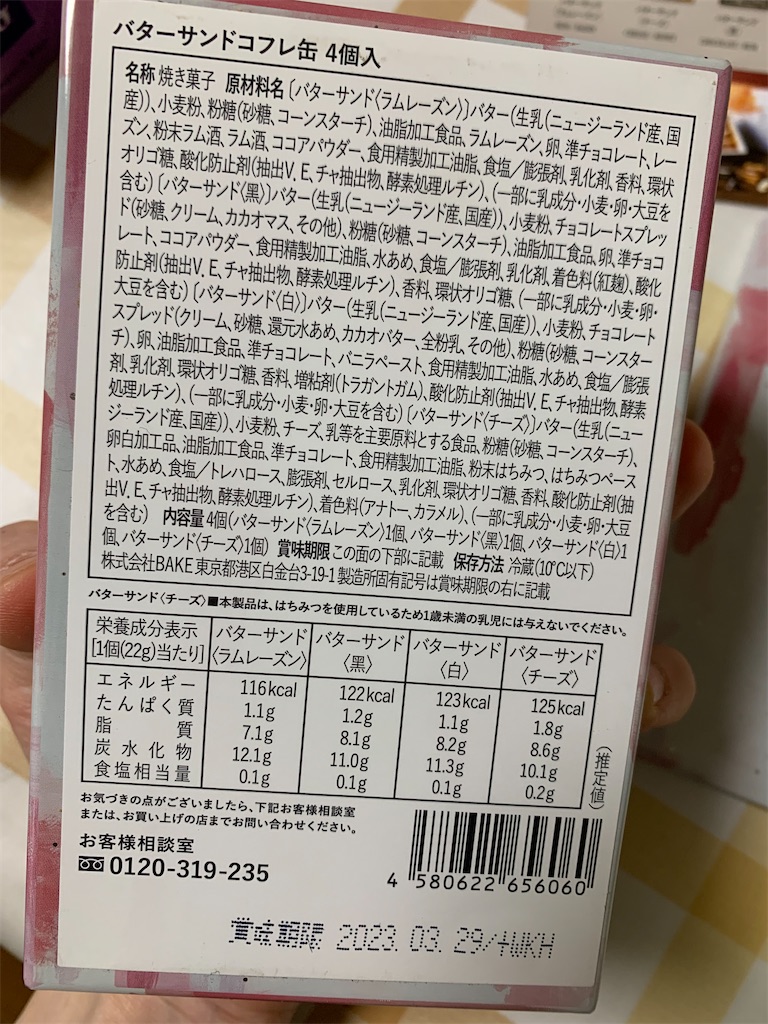 バターサンドコフレ缶 4個入
名称 焼き菓子 原材料名〔バターサンド〈ラムレーズン〉〕バター(生乳(ニュージーランド産、国
産))、小麦粉、粉糖(砂糖、コーンスターチ)、油脂加工食品、ラムレーズン、卵、準チョコレート、レー
ズン、粉末ラム酒、ラム酒、ココアパウダー、食用精製加工油脂、食塩／膨張剤、乳化剤、香料、環状
オリゴ糖、酸化防止剤(抽出V.E、チャ抽出物、酵素処理ルチン)、(一部に乳成分・小麦・卵・大豆を
含む)〔バターサンド〈黒〉〕バター(生乳(ニュージーランド産、国産))、小麦粉、チョコレートスプレッ
ド(砂糖、クリーム、カカオマス、その他)、粉糖(砂糖、コーンスターチ)、油脂加工食品、卵、準チョコ
レート、ココアパウダー、食用精製加工油脂、水あめ、食塩／膨張剤、乳化剤、着色料(紅麹)、酸化
防止剤(抽出V.E、チャ抽出物、酵素処理ルチン)、香料、環状オリゴ糖、(一部に乳成分・小麦・卵・
大豆を含む)〔バターサンド〈白〉〕バター(生乳(ニュージーランド産、国産))、小麦粉、チョコレート
スプレッド(クリーム、砂糖、還元水あめ、カカオバター、全粉乳、その他)、粉糖(砂糖、コーンスター
チ)、卵、油脂加工食品、準チョコレート、バニラペースト、食用精製加工油脂、水あめ、食塩／膨張
剤、乳化剤、環状オリゴ糖、香料、増粘剤(トラガントガム)、酸化防止剤(抽出V.E、チャ抽出物、酵素
処理ルチン)、(一部に乳成分・小麦・卵・大豆を含む)〔バターサンド〈チーズ〉〕バター(生乳(ニュー
ジーランド産、国産))、小麦粉、チーズ、乳等を主要原料とする食品、粉糖(砂糖、コーンスターチ)、
卵白加工品、油脂加工食品、準チョコレート、食用精製加工油脂、粉末はちみつ、はちみつペース
ト、水あめ、食塩／トレハロース、膨張剤、セルロース、乳化剤、環状オリゴ糖、香料、酸化防止剤(抽
出V.E、チャ抽出物、酵素処理ルチン)、着色料(アナトー、カラメル)、(一部に乳成分・小麦・卵・大豆
を含む) 内容量 4個(バターサンド〈ラムレーズン〉1個、バターサンド〈黒〉1個、バターサンド〈白〉1
個、バターサンド〈チーズ〉1個) 賞味期限 この面の下部に記載 保存方法 冷蔵(10℃以下)
株式会社BAKE 東京都港区白金台3-19-1 製造所固有記号は賞味期限の右に記載
バターサンド〈チーズ〉■本製品は、はちみつを使用しているため1歳未満の乳児には与えないでください。
栄養成分表示 [1個(22g)当たり] バターサンド〈ラムレーズン〉 バターサンド〈黒〉 バターサンド〈白〉 バターサンド〈チーズ〉
エネルギー 116kcal 122kcal 123kcal 125kcal
たんぱく質 1.1g 1.2g 1.1g 1.8g
脂質 7.1g 8.1g 8.2g 8.6g
炭水化物 12.1g 11.0g 11.3g 10.1g
食塩相当量 0.1g 0.1g 0.1g 0.2g
(推定値)
お気づきの点がございましたら、下記お客様相談室
または、お買い上げの店までお問い合わせください。
お客様相談室
0120-319-235
4 580622 656060
賞味期限 2023. 03. 29/+WKH